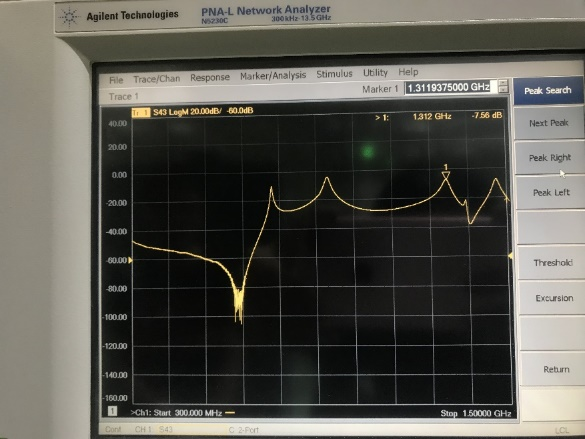 Agilent Technologies
PNA-L Network Analyzer
N5230C 300 kHz - 13.5 GHz
File Trace/Chan Response Marker/Analysis Stimulus Utility Help
Trace 1 Marker 1 1.3119375000 GHz
Peak Search
Next Peak
Peak Right
Peak Left
Threshold
Excursion
Return
Tr 1 S43 LogM 20.00dB/ -60.0dB
> 1: 1.312 GHz -7.56 dB
1
40.00
20.00
0.00
-20.00
-40.00
-60.00
-80.00
-100.00
-120.00
-140.00
-160.00
1 >Ch1: Start 300.000 MHz Stop 1.50000 GHz
Cont CH 1: S43 C 2-Port LCL